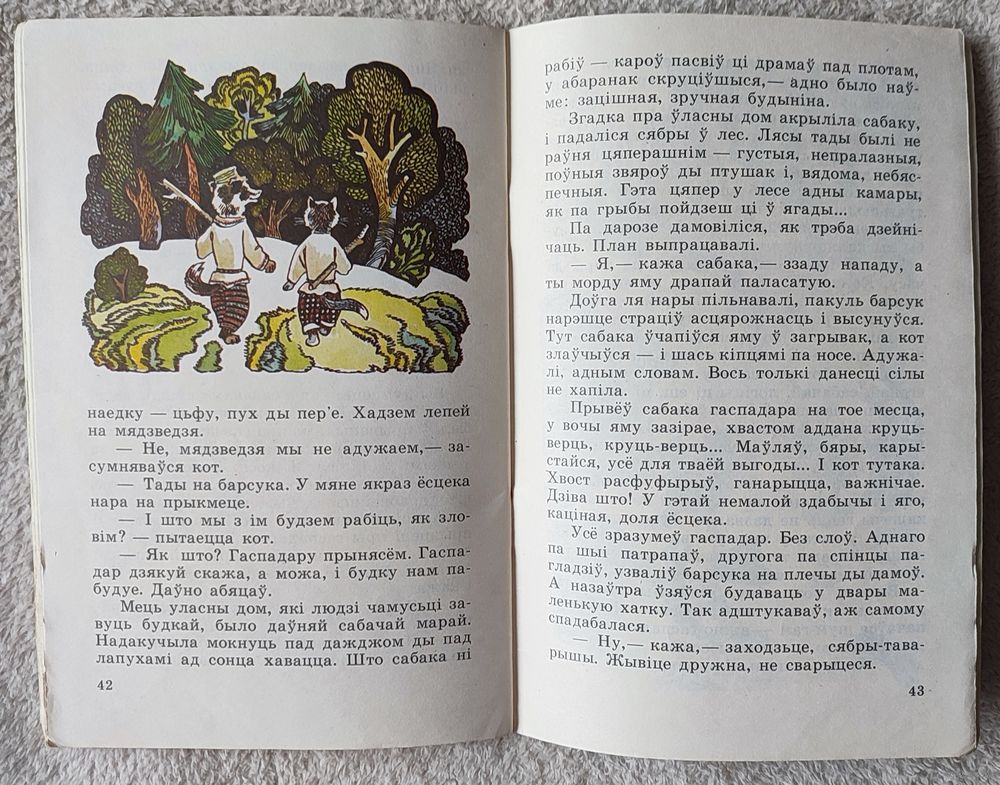 наедку — цьфу, пух ды пер'е. Хадзем лепей
на мядзведзя.
— Не, мядзведзя мы не адужаем,— за-
сумняваўся кот.
— Тады на барсука. У мяне якраз ёсцека
нара на прыкмеце.
— І што мы з ім будзем рабіць, як зло-
вім? — пытаецца кот.
— Як што? Гаспадару прынясём. Гаспа-
дар дзякуй скажа, а можа, і будку нам па-
будуе. Даўно абяцаў.
Мець уласны дом, які людзі чамусьці за-
вуць будкай, было даўняй сабачай марай.
Надакучыла мокнуць пад дажджом ды пад
лапухамі ад сонца хавацца. Што сабака ні
42
рабіў — кароў пасвіў ці драмаў пад плотам,
у абаранак скруціўшыся,— адно было наў-
ме: зацішная, зручная будыніна.
Згадка пра ўласны дом акрыліла сабаку,
і падаліся сябры ў лес. Лясы тады былі не
раўня цяперашнім — густыя, непралазныя,
поўныя звяроў ды птушак і, вядома, небяс-
печныя. Гэта цяпер у лесе адны камары,
як па грыбы пойдзеш ці ў ягады...
Па дарозе дамовіліся, як трэба дзейні-
чаць. План выпрацавалі.
— Я,— кажа сабака,— ззаду нападу, а
ты морду яму драпай паласатую.
Доўга ля нары пільнавалі, пакуль барсук
нарэшце страціў асцярожнасць і высунуўся.
Тут сабака ўчапіўся яму ў загрывак, а кот
злаўчыўся — і шась кіпцямі па носе. Адужа-
лі, адным словам. Вось толькі данесці сілы
не хапіла.
Прывёў сабака гаспадара на тое месца,
у вочы яму зазірае, хвастом аддана круць-
верць, круць-верць... Маўляў, бяры, кары-
стайся, усё для тваёй выгоды... І кот тутака.
Хвост расфуфырыў, ганарыцца, важнічае.
Дзіва што! У гэтай немалой здабычы і яго,
каціная, доля ёсцека.
Усё зразумеў гаспадар. Без слоў. Аднаго
па шыі патрапаў, другога па спінцы па-
гладзіў, узваліў барсука на плечы ды дамоў.
А назаўтра ўзяўся будаваць у двары ма-
ленькую хатку. Так адштукаваў, аж самому
спадабалася.
— Ну,— кажа,— заходзьце, сябры-тава-
рышы. Жывіце дружна, не сварыцеся.
43